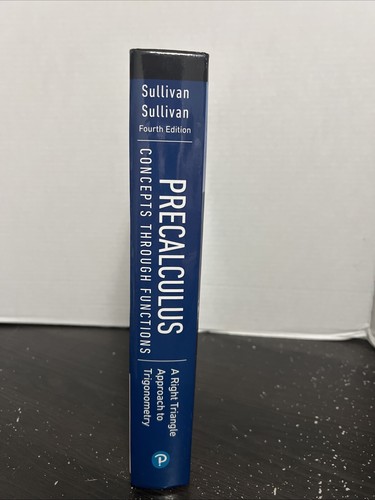 Sullivan
Sullivan
Fourth Edition
PRECALCULUS
CONCEPTS THROUGH FUNCTIONS
A Right Triangle
Approach to
Trigonometry
P